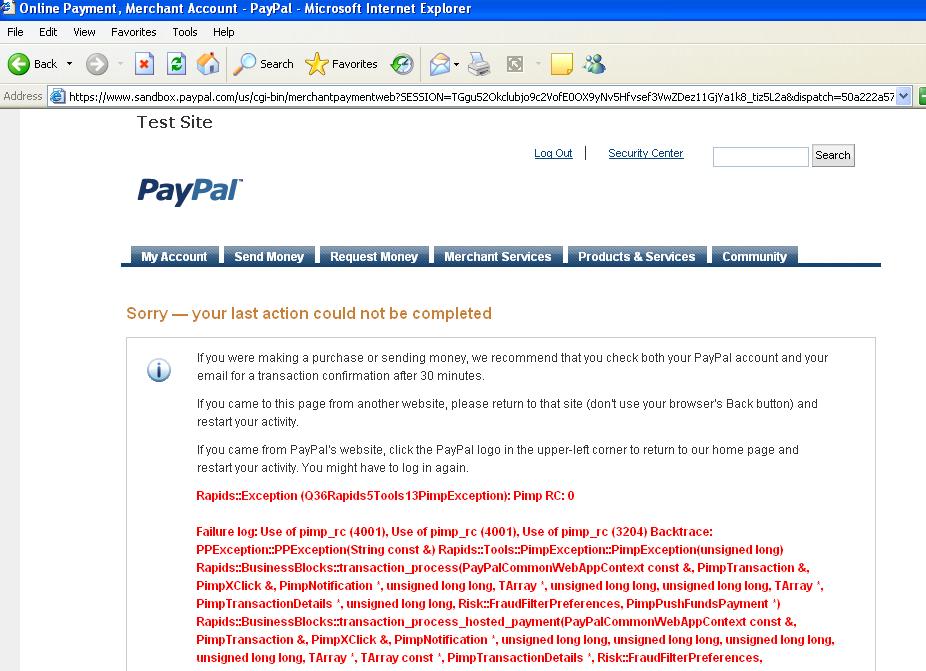 Online Payment, Merchant Account - PayPal - Microsoft Internet Explorer
File Edit View Favorites Tools Help
Back Search Favorites
Address https://www.sandbox.paypal.com/us/cgi-bin/merchantpaymentweb?SESSION=TGgu52Okclubjo9c2VofE0OX9yNv5Hfvsef3VwZDez11GjYa1k8_tiz5L2a&dispatch=50a222a57
Test Site
Log Out | Security Center Search
PayPal™
My Account Send Money Request Money Merchant Services Products & Services Community
Sorry — your last action could not be completed
If you were making a purchase or sending money, we recommend that you check both your PayPal account and your
email for a transaction confirmation after 30 minutes.
If you came to this page from another website, please return to that site (don't use your browser's Back button) and
restart your activity.
If you came from PayPal's website, click the PayPal logo in the upper-left corner to return to our home page and
restart your activity. You might have to log in again.
Rapids::Exception (Q36Rapids5Tools13PimpException): Pimp RC: 0
Failure log: Use of pimp_rc (4001), Use of pimp_rc (4001), Use of pimp_rc (3204) Backtrace:
PPException::PPException(String const &) Rapids::Tools::PimpException::PimpException(unsigned long)
Rapids::BusinessBlocks::transaction_process(PayPalCommonWebAppContext const &, PimpTransaction &,
PimpXClick &, PimpNotification *, unsigned long long, TArray *, unsigned long long, unsigned long long, TArray *,
PimpTransactionDetails *, unsigned long long, Risk::FraudFilterPreferences, PimpPushFundsPayment *)
Rapids::BusinessBlocks::transaction_process_hosted_payment(PayPalCommonWebAppContext const &,
PimpTransaction &, PimpXClick &, PimpNotification *, unsigned long long, unsigned long long, unsigned long long,
unsigned long long, TArray *, TArray const *, PimpTransactionDetails *, Risk::FraudFilterPreferences,